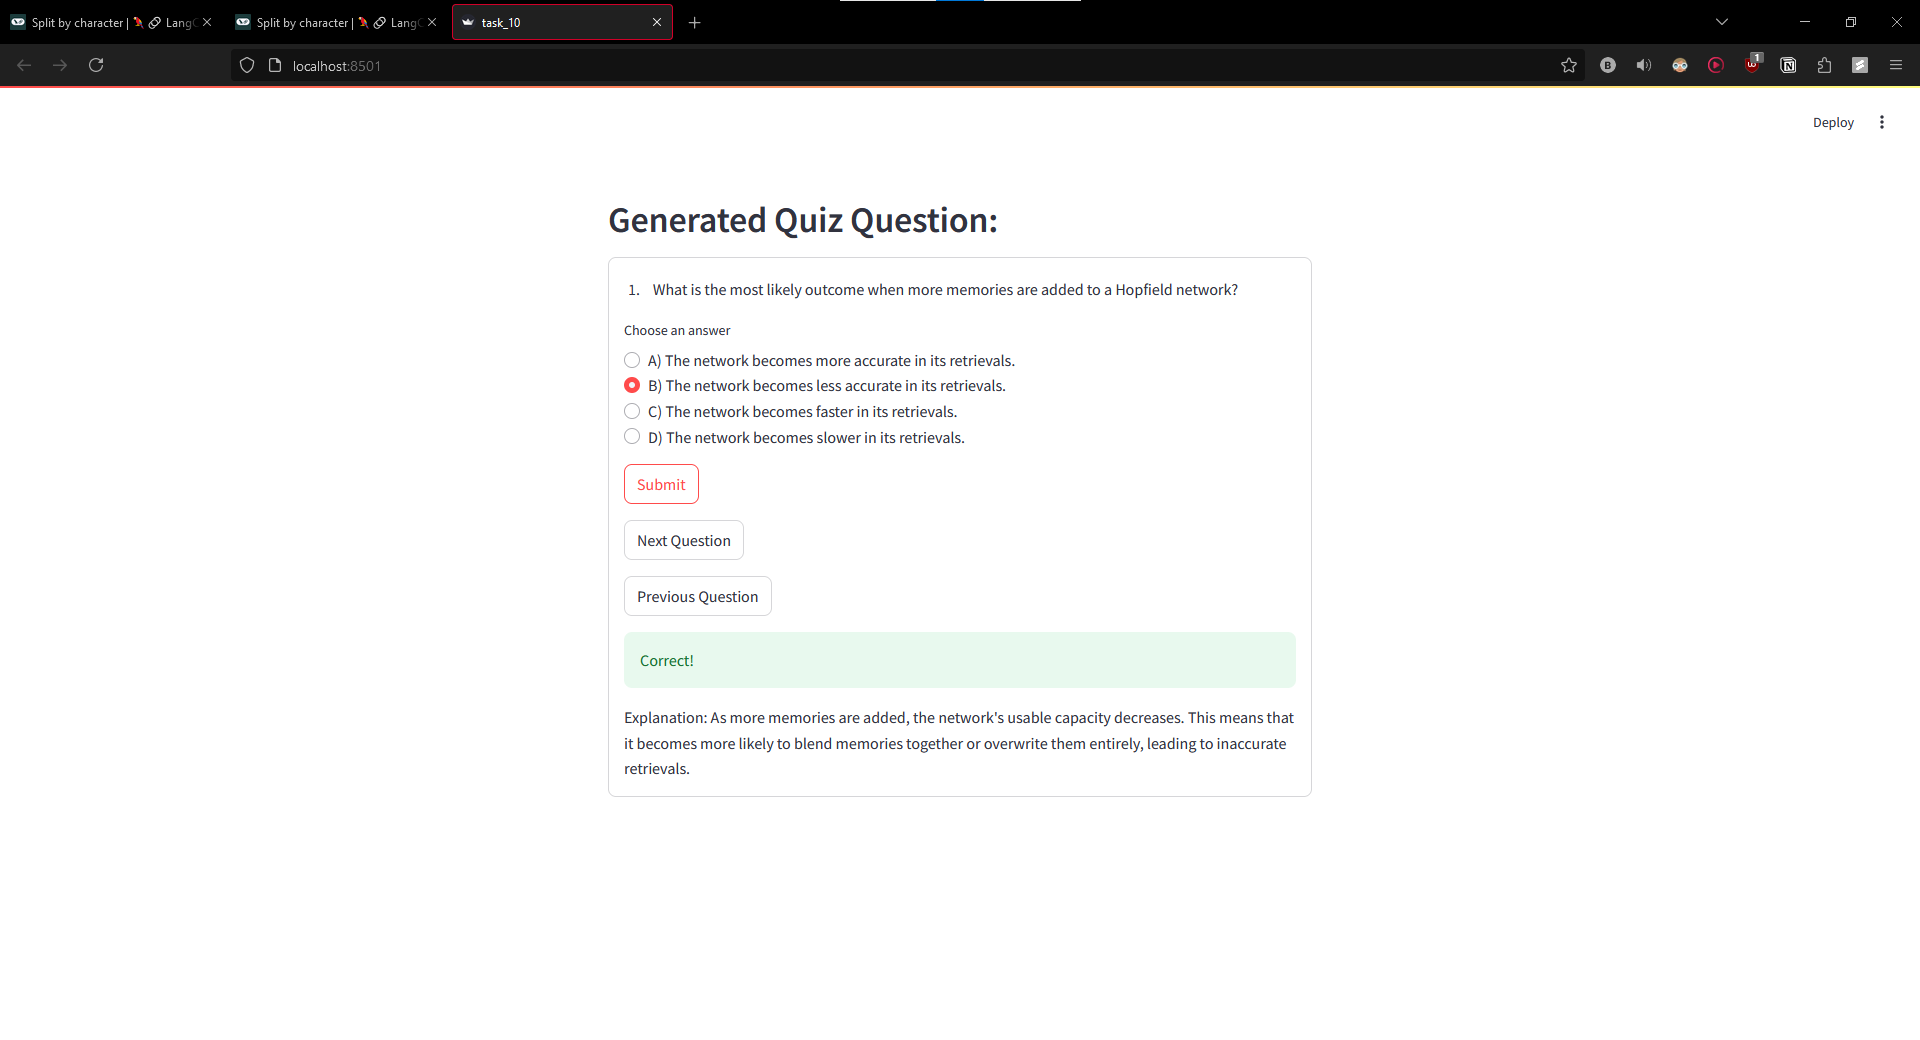 Split by character | 🦜 🔗 Lang
Split by character | 🦜 🔗 Lang
task_10
localhost:8501
1
Deploy
Generated Quiz Question:
1. What is the most likely outcome when more memories are added to a Hopfield network?
Choose an answer
A) The network becomes more accurate in its retrievals.
B) The network becomes less accurate in its retrievals.
C) The network becomes faster in its retrievals.
D) The network becomes slower in its retrievals.
Submit
Next Question
Previous Question
Correct!
Explanation: As more memories are added, the network's usable capacity decreases. This means that
it becomes more likely to blend memories together or overwrite them entirely, leading to inaccurate
retrievals.